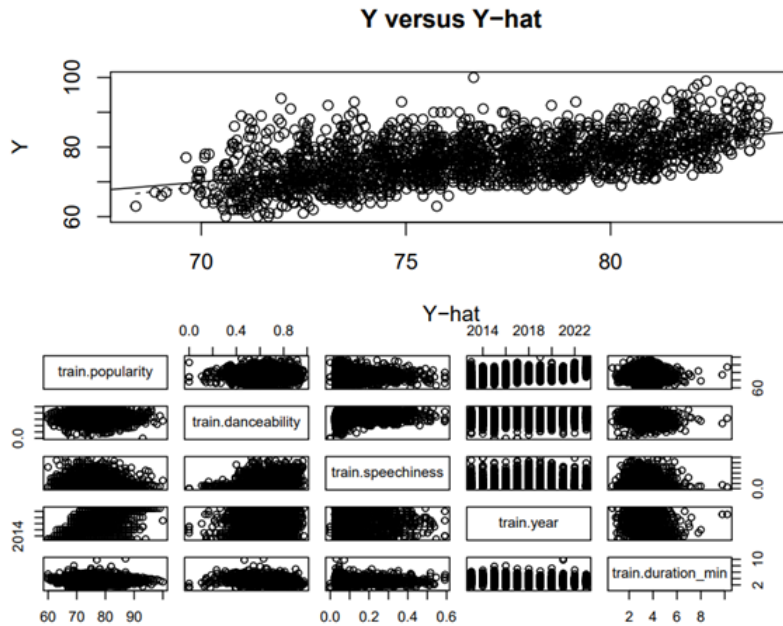 Y versus Y-hat
Y
60 80 100
70 75 80
Y-hat
0.0 0.4 0.8
2014 2018 2022
train.popularity
60
0.0
train.danceability
train.speechiness
0.0
2014
train.year
train.duration_min
2 10
60 70 80 90
0.0 0.2 0.4 0.6
2 4 6 8